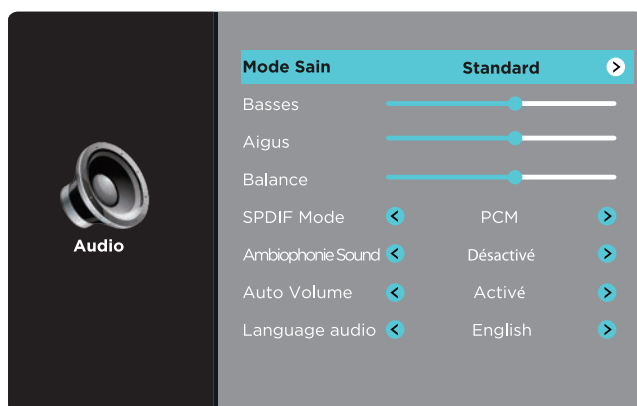 Mode Sain Standard
Basses
Aigus
Balance
SPDIF Mode PCM
Audio
Ambiophonie Sound Désactivé
Auto Volume Activé
Language audio English